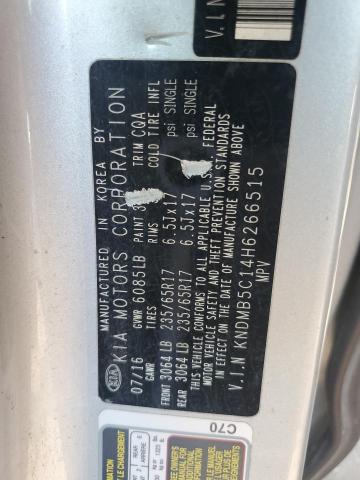 MANUFACTURED IN KOREA BY
KIA MOTORS CORPORATION
KIA
07/16 GVWR 6085LB PAINT 3 TRIM CQA
GAWR TIRES RIMS COLD TIRE INFL
FRONT 3064 LB 235/65R17 6.5Jx17 psi SINGLE
REAR 3064 LB 235/65R17 6.5Jx17 psi SINGLE
THIS VEHICLE CONFORMS TO ALL APPLICABLE U.S. FEDERAL
MOTOR VEHICLE SAFETY AND THEFT PREVENTION STANDARDS
IN EFFECT ON THE DATE OF MANUFACTURE SHOWN ABOVE
V.I.N KNDMB5C14H6266515
MPV
V.I.N
C70